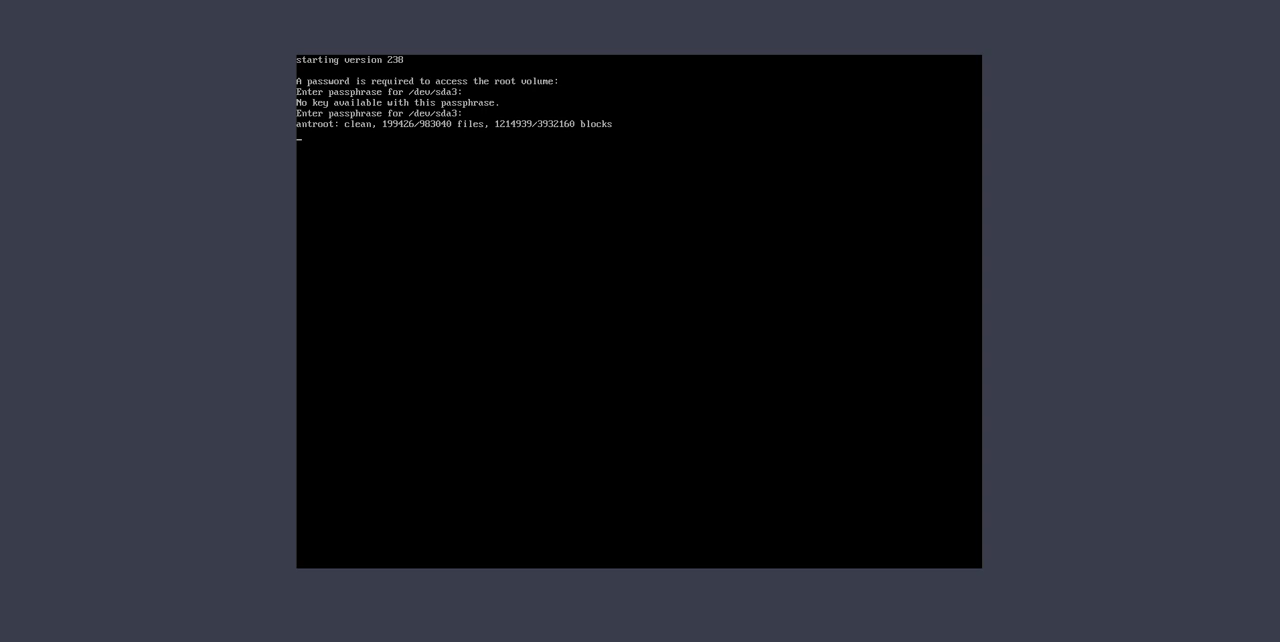 starting version 238
A password is required to access the root volume:
Enter passphrase for /dev/sda3:
No key available with this passphrase.
Enter passphrase for /dev/sda3:
antroot: clean, 199426/983040 files, 1214939/3932160 blocks